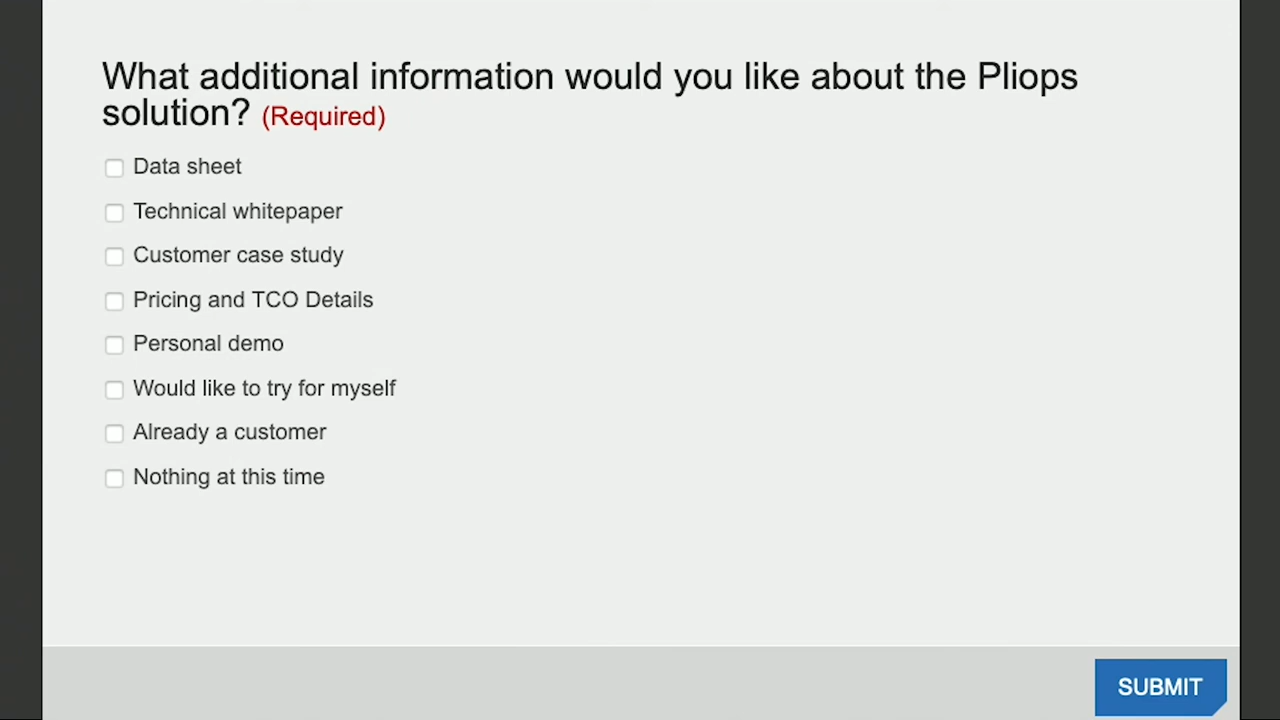 What additional information would you like about the Pliops
solution? (Required)
Data sheet
Technical whitepaper
Customer case study
Pricing and TCO Details
Personal demo
Would like to try for myself
Already a customer
Nothing at this time
SUBMIT